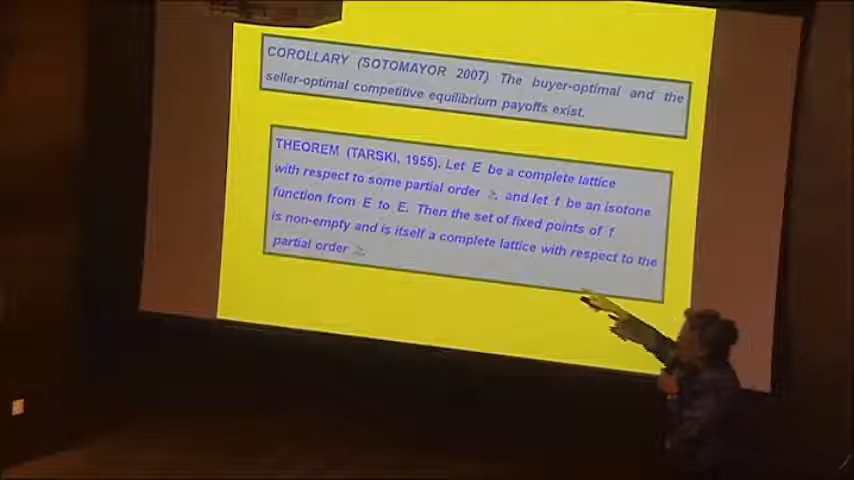 COROLLARY (SOTOMAYOR 2007) The buyer-optimal and the
seller-optimal competitive equilibrium payoffs exist.
THEOREM (TARSKI, 1955). Let E be a complete lattice
with respect to some partial order ≥, and let f be an isotone
function from E to E. Then the set of fixed points of f
is non-empty and is itself a complete lattice with respect to the
partial order ≥.